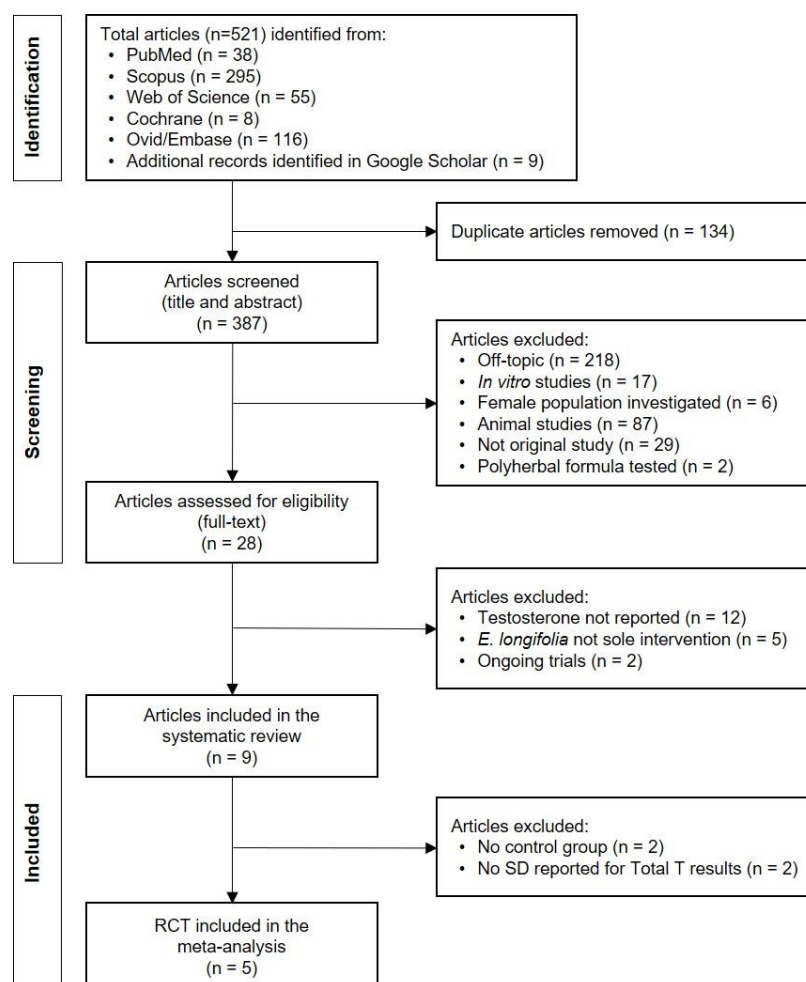 Identification
Total articles (n=521) identified from:
• PubMed (n = 38)
• Scopus (n = 295)
• Web of Science (n = 55)
• Cochrane (n = 8)
• Ovid/Embase (n = 116)
• Additional records identified in Google Scholar (n = 9)
Duplicate articles removed (n = 134)
Screening
Articles screened
(title and abstract)
(n = 387)
Articles excluded:
• Off-topic (n = 218)
• In vitro studies (n = 17)
• Female population investigated (n = 6)
• Animal studies (n = 87)
• Not original study (n = 29)
• Polyherbal formula tested (n = 2)
Articles assessed for eligibility
(full-text)
(n = 28)
Articles excluded:
• Testosterone not reported (n = 12)
• E. longifolia not sole intervention (n = 5)
• Ongoing trials (n = 2)
Included
Articles included in the
systematic review
(n = 9)
Articles excluded:
• No control group (n = 2)
• No SD reported for Total T results (n = 2)
RCT included in the
meta-analysis
(n = 5)